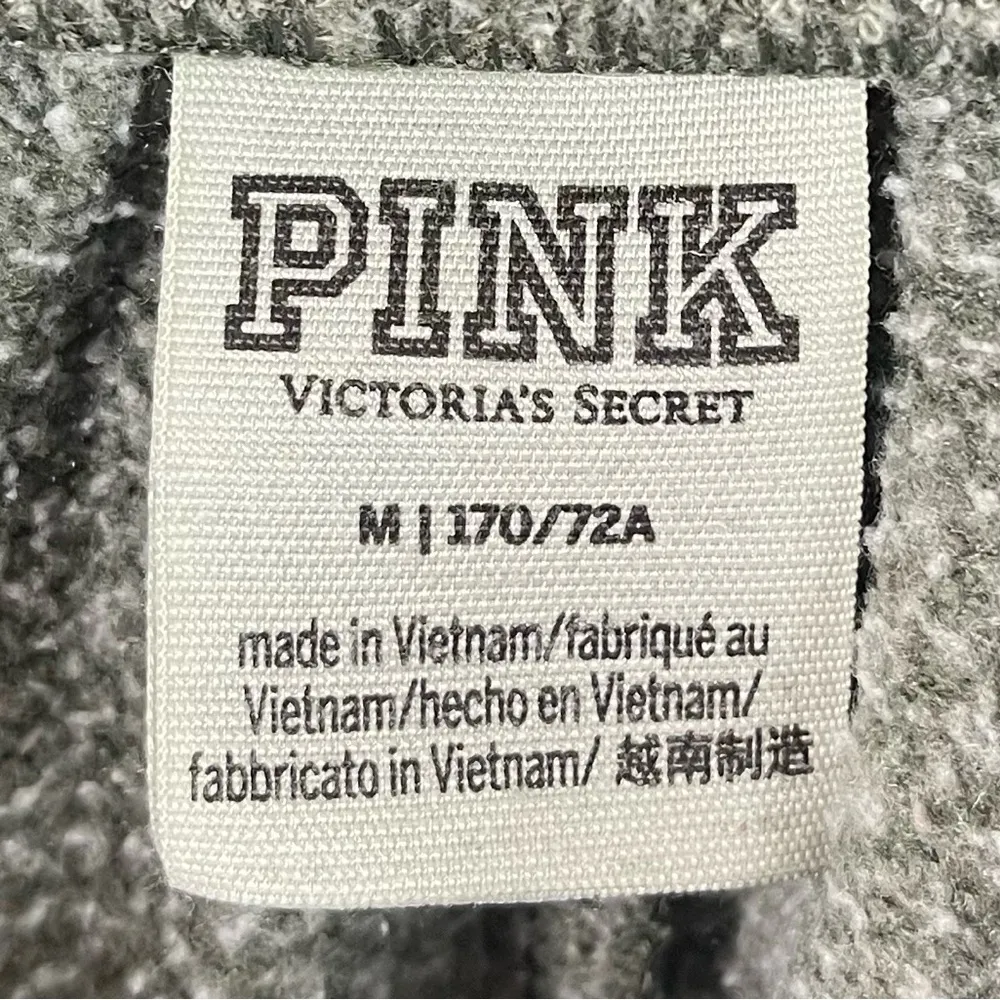 PINK
VICTORIA'S SECRET
M | 170/72A
made in Vietnam/fabriqué au
Vietnam/hecho en Vietnam/
fabbricato in Vietnam/ 越南制造